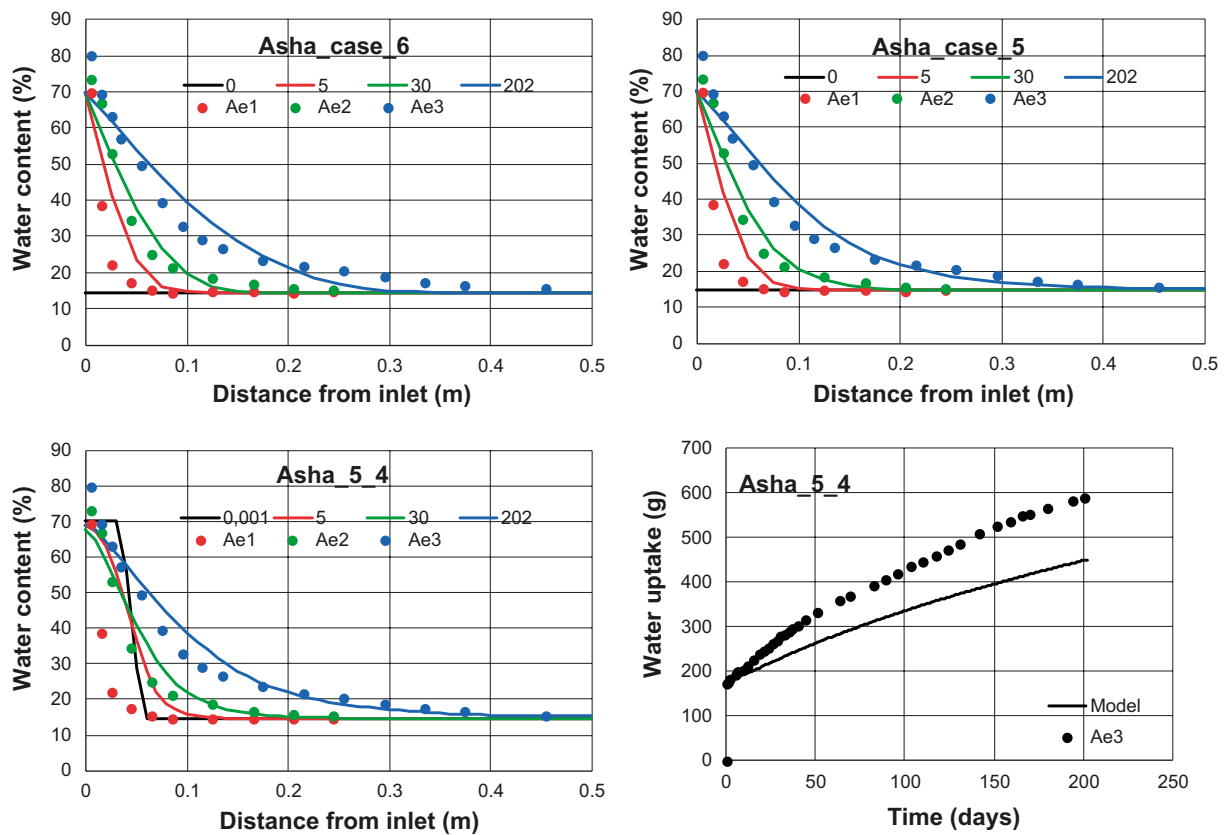 Asha_case_6
Water content (%)
0 5 30 202
Ae1 Ae2 Ae3
90
80
70
60
50
40
30
20
10
0
0 0.1 0.2 0.3 0.4 0.5
Distance from inlet (m)
Asha_case_5
Water content (%)
0 5 30 202
Ae1 Ae2 Ae3
90
80
70
60
50
40
30
20
10
0
0 0.1 0.2 0.3 0.4 0.5
Distance from inlet (m)
Asha_5_4
Water content (%)
0,001 5 30 202
Ae1 Ae2 Ae3
90
80
70
60
50
40
30
20
10
0
0 0.1 0.2 0.3 0.4 0.5
Distance from inlet (m)
Asha_5_4
Water uptake (g)
700
600
500
400
300
200
100
0
Model
Ae3
0 50 100 150 200 250
Time (days)